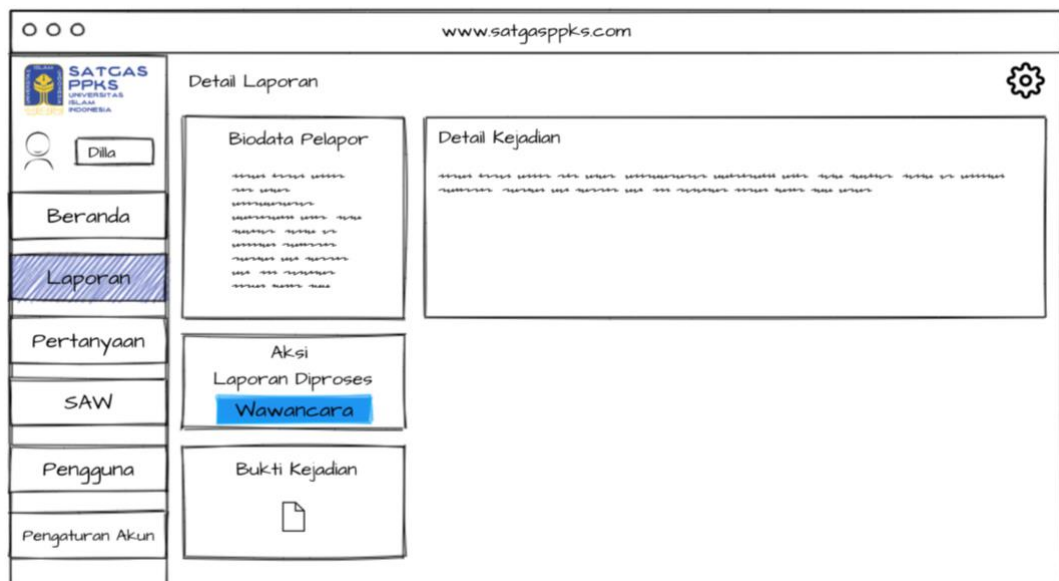 www.satgasppks.com
SATGAS
PPKS
UNIVERSITAS
ISLAM
INDONESIA
Dilla
Beranda
Laporan
Pertanyaan
SAW
Pengguna
Pengaturan Akun
Detail Laporan
Biodata Pelapor
Detail Kejadian
Aksi
Laporan Diproses
Wawancara
Bukti Kejadian